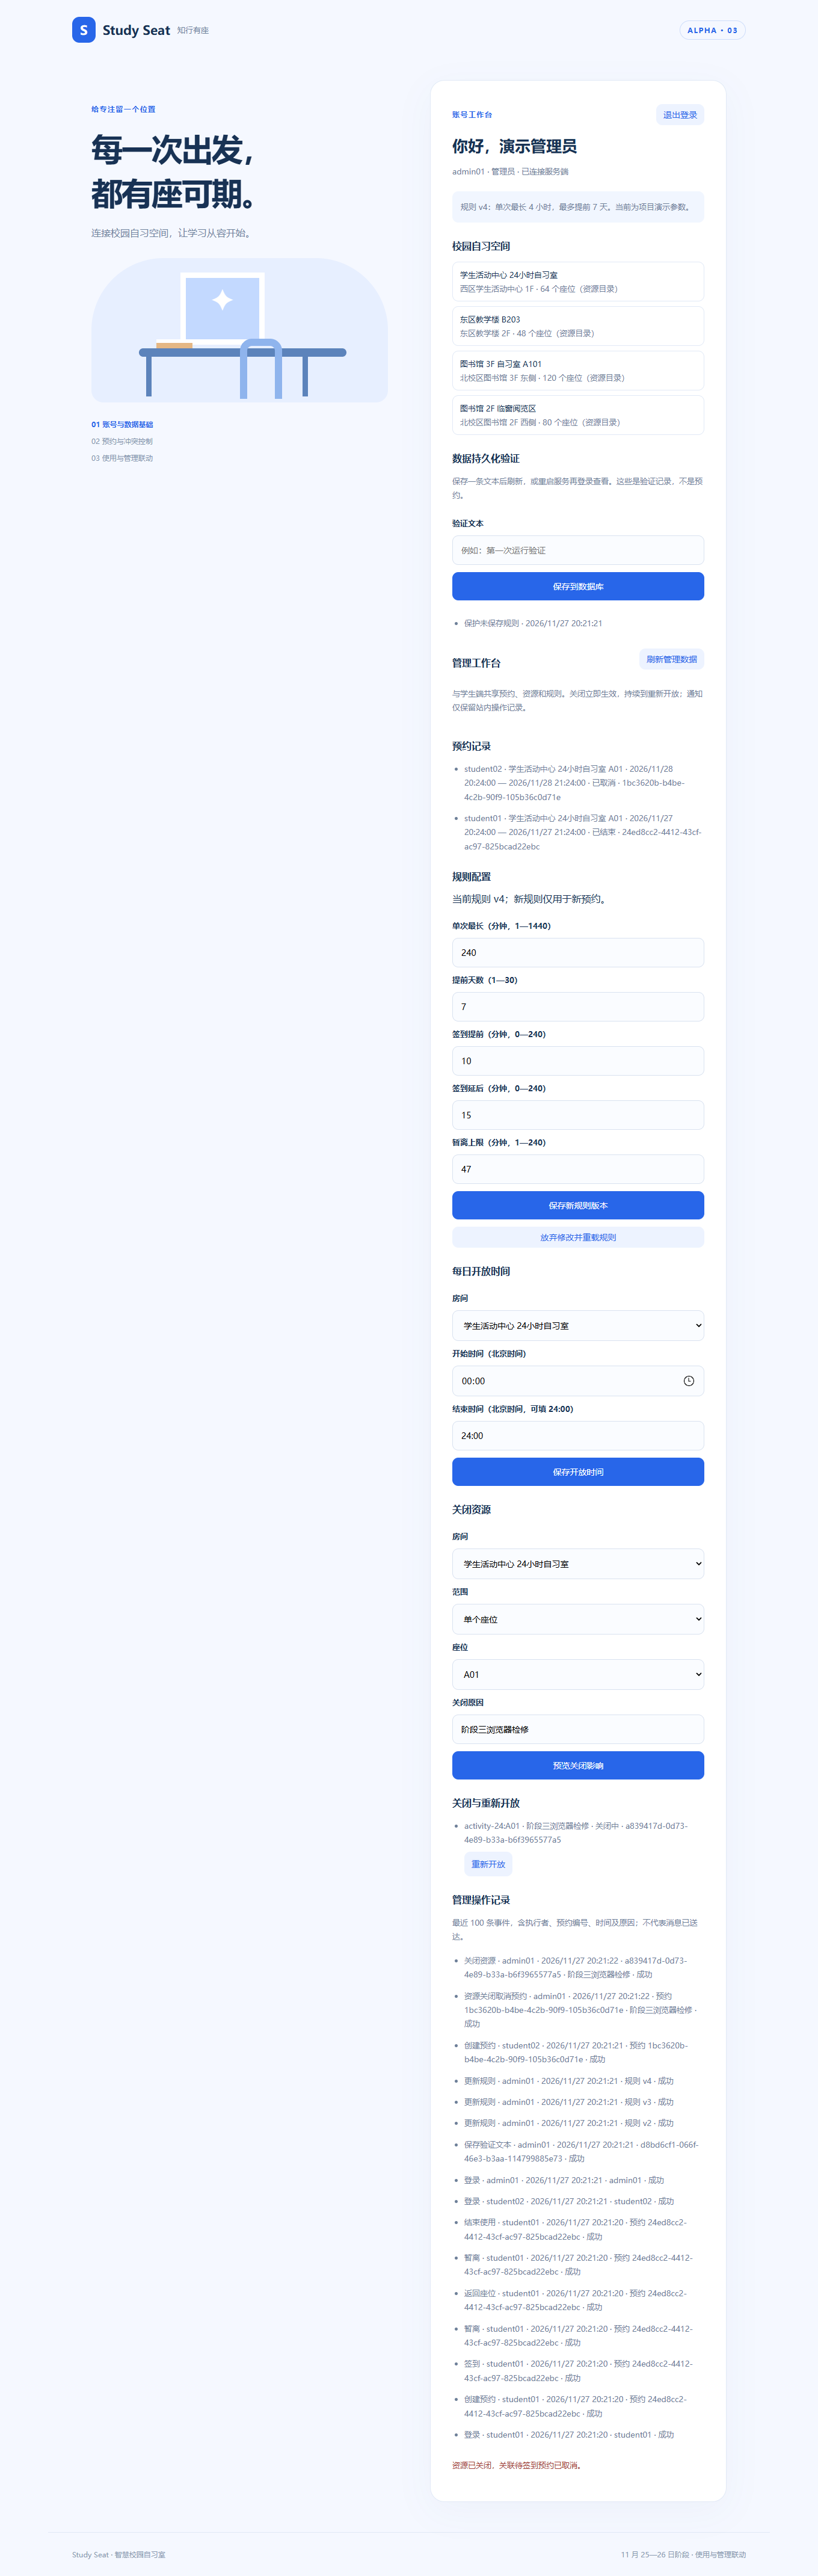 S Study Seat 知行有座
ALPHA · 03
给专注留一个位置
每一次出发，
都有座可期。
连接校园自习空间，让学习从容开始。
01 账号与数据基础
02 预约与冲突控制
03 使用与管理联动
账号工作台
退出登录
你好，演示管理员
admin01 · 管理员 · 已连接服务端
规则 v4：单次最长 4 小时，最多提前 7 天。当前为项目演示参数。
校园自习空间
学生活动中心 24小时自习室
西区学生活动中心 1F · 64 个座位（资源目录）
东区教学楼 B203
东区教学楼 2F · 48 个座位（资源目录）
图书馆 3F 自习室 A101
北校区图书馆 3F 东侧 · 120 个座位（资源目录）
图书馆 2F 临窗阅览区
北校区图书馆 2F 西侧 · 80 个座位（资源目录）
数据持久化验证
保存一条文本后刷新，或重启服务再登录查看。这些是验证记录，不是预
约。
验证文本
例如：第一次运行验证
保存到数据库
保护未保存规则 · 2026/11/27 20:21:21
管理工作台
刷新管理数据
与学生端共享预约、资源和规则。关闭立即生效，持续到重新开放；通知
仅保留站内操作记录。
预约记录
student02 · 学生活动中心 24小时自习室 A01 · 2026/11/28
20:24:00 — 2026/11/28 21:24:00 · 已取消 · 1bc3620b-b4be-
4c2b-90f9-105b36c0d71e
student01 · 学生活动中心 24小时自习室 A01 · 2026/11/27
20:24:00 — 2026/11/27 21:24:00 · 已结束 · 24ed8cc2-4412-43cf-
ac97-825bcad22ebc
规则配置
当前规则 v4；新规则仅用于新预约。
单次最长（分钟，1—1440）
240
提前天数（1—30）
7
签到提前（分钟，0—240）
10
签到延后（分钟，0—240）
15
暂离上限（分钟，1—240）
47
保存新规则版本
放弃修改并重载规则
每日开放时间
房间
学生活动中心 24小时自习室
开始时间（北京时间）
00:00
结束时间（北京时间，可填 24:00）
24:00
保存开放时间
关闭资源
房间
学生活动中心 24小时自习室
范围
单个座位
座位
A01
关闭原因
阶段三浏览器检修
预览关闭影响
关闭与重新开放
activity-24:A01 · 阶段三浏览器检修 · 关闭中 · a839417d-0d73-
4e89-b33a-b6f3965577a5
重新开放
管理操作记录
最近 100 条事件，含执行者、预约编号、时间及原因；不代表消息已送
达。
关闭资源 · admin01 · 2026/11/27 20:21:22 · a839417d-0d73-
4e89-b33a-b6f3965577a5 · 阶段三浏览器检修 · 成功
资源关闭取消预约 · admin01 · 2026/11/27 20:21:22 · 预约
1bc3620b-b4be-4c2b-90f9-105b36c0d71e · 阶段三浏览器检修 ·
成功
创建预约 · student02 · 2026/11/27 20:21:21 · 预约 1bc3620b-
b4be-4c2b-90f9-105b36c0d71e · 成功
更新规则 · admin01 · 2026/11/27 20:21:21 · 规则 v4 · 成功
更新规则 · admin01 · 2026/11/27 20:21:21 · 规则 v3 · 成功
更新规则 · admin01 · 2026/11/27 20:21:21 · 规则 v2 · 成功
保存验证文本 · admin01 · 2026/11/27 20:21:21 · d8bd6cf1-066f-
46e3-b3aa-114799885e73 · 成功
登录 · admin01 · 2026/11/27 20:21:21 · admin01 · 成功
登录 · student02 · 2026/11/27 20:21:21 · student02 · 成功
结束使用 · student01 · 2026/11/27 20:21:20 · 预约 24ed8cc2-
4412-43cf-ac97-825bcad22ebc · 成功
暂离 · student01 · 2026/11/27 20:21:20 · 预约 24ed8cc2-4412-
43cf-ac97-825bcad22ebc · 成功
返回座位 · student01 · 2026/11/27 20:21:20 · 预约 24ed8cc2-
4412-43cf-ac97-825bcad22ebc · 成功
暂离 · student01 · 2026/11/27 20:21:20 · 预约 24ed8cc2-4412-
43cf-ac97-825bcad22ebc · 成功
签到 · student01 · 2026/11/27 20:21:20 · 预约 24ed8cc2-4412-
43cf-ac97-825bcad22ebc · 成功
创建预约 · student01 · 2026/11/27 20:21:20 · 预约 24ed8cc2-
4412-43cf-ac97-825bcad22ebc · 成功
登录 · student01 · 2026/11/27 20:21:20 · student01 · 成功
资源已关闭，关联待签到预约已取消。
Study Seat · 智慧校园自习室
11 月 25—26 日阶段 · 使用与管理联动